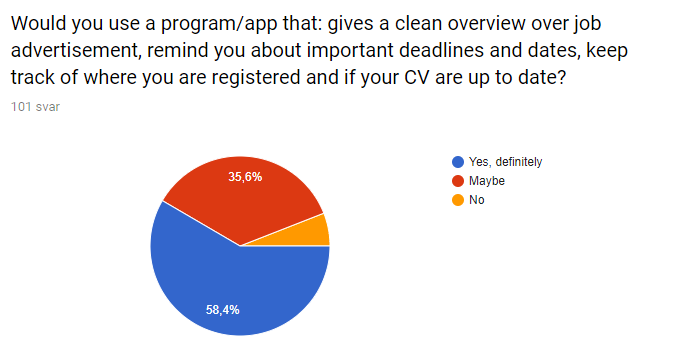 Would you use a program/app that: gives a clean overview over job
advertisement, remind you about important deadlines and dates, keep
track of where you are registered and if your CV are up to date?
101 svar
Yes, definitely
Maybe
No
35,6%
58,4%